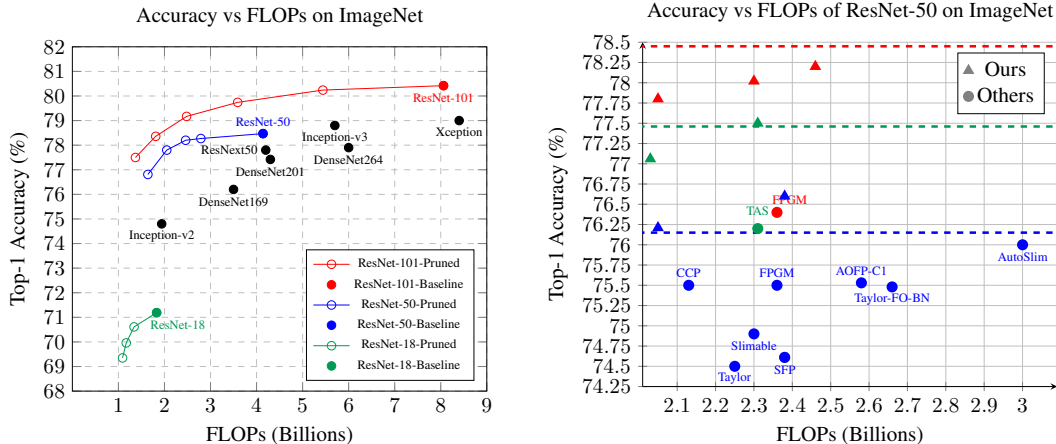 Accuracy vs FLOPs on ImageNet
Top-1 Accuracy (%)
82
81
80
79
78
77
76
75
74
73
72
71
70
69
68
ResNet-101
ResNet-50
Inception-v3
Xception
ResNext50
DenseNet264
DenseNet201
DenseNet169
Inception-v2
ResNet-18
ResNet-101-Pruned
ResNet-101-Baseline
ResNet-50-Pruned
ResNet-50-Baseline
ResNet-18-Pruned
ResNet-18-Baseline
1 2 3 4 5 6 7 8 9
FLOPs (Billions)
Accuracy vs FLOPs of ResNet-50 on ImageNet
Top-1 Accuracy (%)
78.5
78.25
78
77.75
77.5
77.25
77
76.75
76.5
76.25
76
75.75
75.5
75.25
75
74.75
74.5
74.25
Ours
Others
FPGM
TAS
AutoSlim
CCP
FPGM
AOFP-C1
Taylor-FO-BN
Slimable
SFP
Taylor
2.1 2.2 2.3 2.4 2.5 2.6 2.7 2.8 2.9 3
FLOPs (Billions)